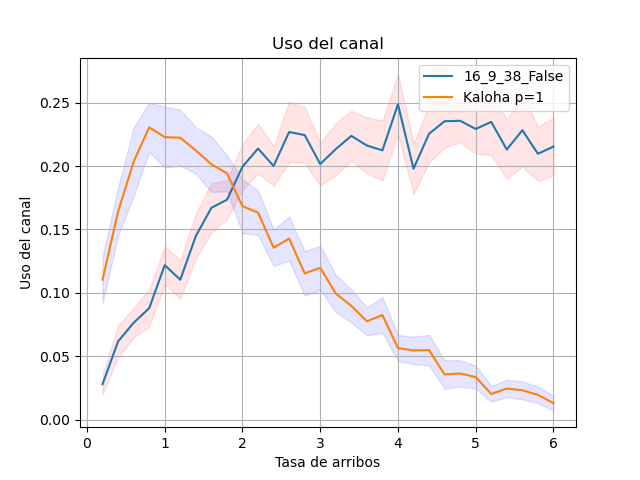 Uso del canal
16_9_38_False
Kaloha p=1
Uso del canal
0.25
0.20
0.15
0.10
0.05
0.00
0 1 2 3 4 5 6
Tasa de arribos